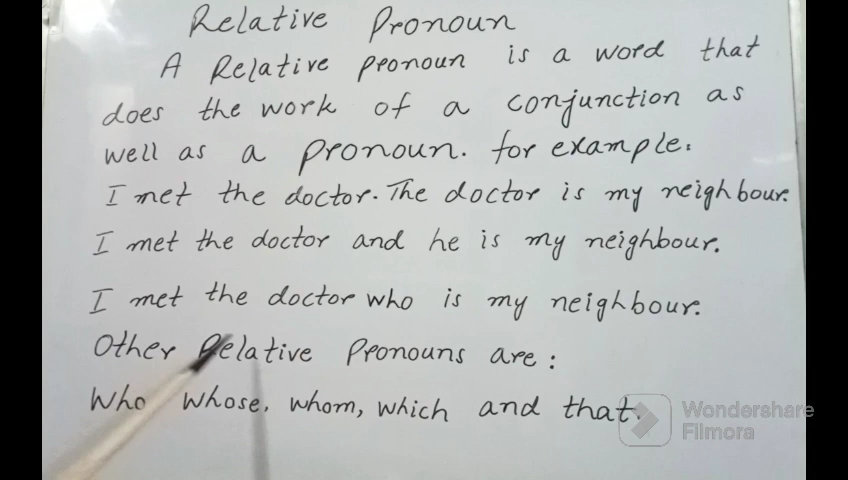 Relative Pronoun
A Relative pronoun is a word that
does the work of a conjunction as
well as a pronoun. for example:
I met the doctor. The doctor is my neighbour.
I met the doctor and he is my neighbour.
I met the doctor who is my neighbour.
Other Relative Pronouns are:
Who whose, whom, which and that.
Wondershare
Filmora